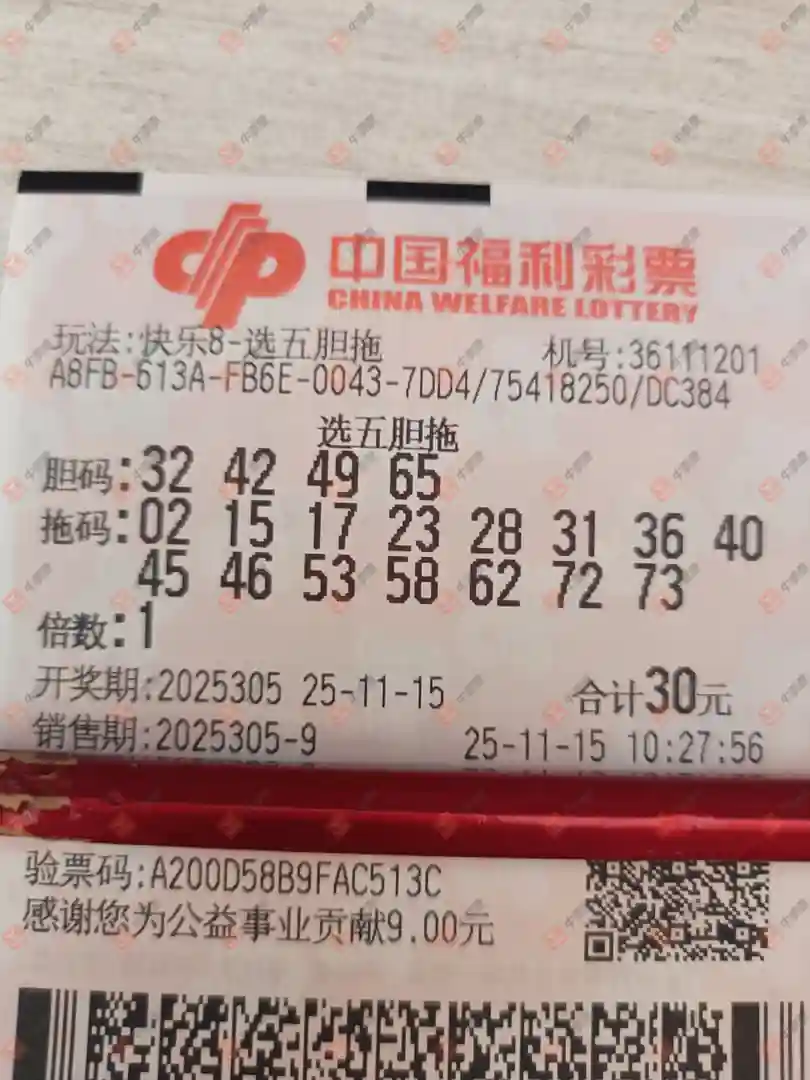 中国福利彩票
CHINA WELFARE LOTTERY
玩法:快乐8-选五胆拖 机号:36111201
A8FB-613A-FB6E-0043-7DD4/75418250/DC384
选五胆拖
胆码:32 42 49 65
拖码:02 15 17 23 28 31 36 40
45 46 53 58 62 72 73
倍数:1
开奖期:2025305 25-11-15 合计30元
销售期:2025305-9 25-11-15 10:27:56
验票码:A200D58B9FAC513C
感谢您为公益事业贡献9.00元